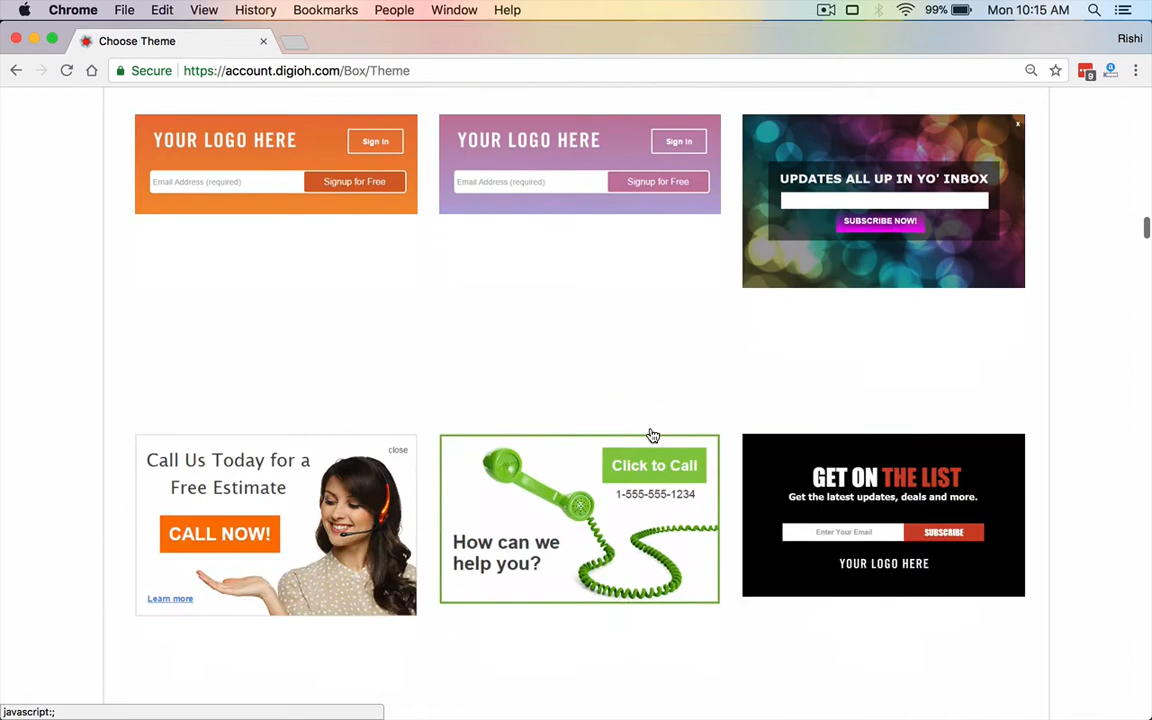 Chrome File Edit View History Bookmarks People Window Help 99% Mon 10:15 AM
Choose Theme
Rishi
Secure https://account.digioh.com/Box/Theme
9
YOUR LOGO HERE Sign In
Email Address (required) Signup for Free
YOUR LOGO HERE Sign In
Email Address (required) Signup for Free
x
UPDATES ALL UP IN YO' INBOX
SUBSCRIBE NOW!
close
Call Us Today for a
Free Estimate
CALL NOW!
Learn more
Click to Call
1-555-555-1234
How can we
help you?
GET ON THE LIST
Get the latest updates, deals and more.
Enter Your Email SUBSCRIBE
YOUR LOGO HERE
javascript:;